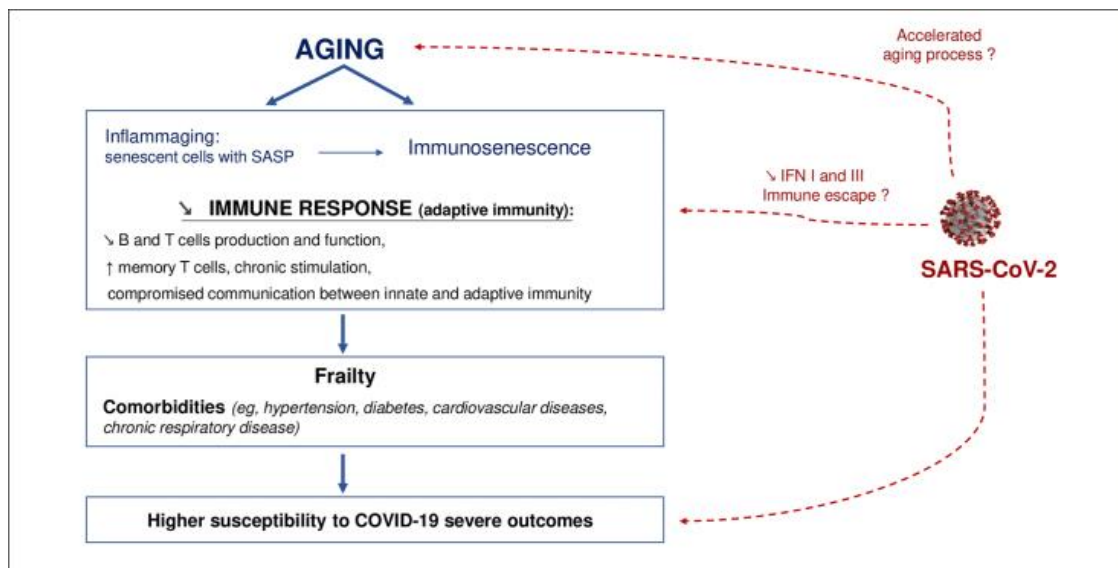 AGING
Accelerated
aging process ?
Inflammaging:
senescent cells with SASP
Immunosenescence
↘ IFN I and III
Immune escape ?
↘ IMMUNE RESPONSE (adaptive immunity):
↘ B and T cells production and function,
↑ memory T cells, chronic stimulation,
compromised communication between innate and adaptive immunity
SARS-CoV-2
Frailty
Comorbidities (eg, hypertension, diabetes, cardiovascular diseases,
chronic respiratory disease)
Higher susceptibility to COVID-19 severe outcomes